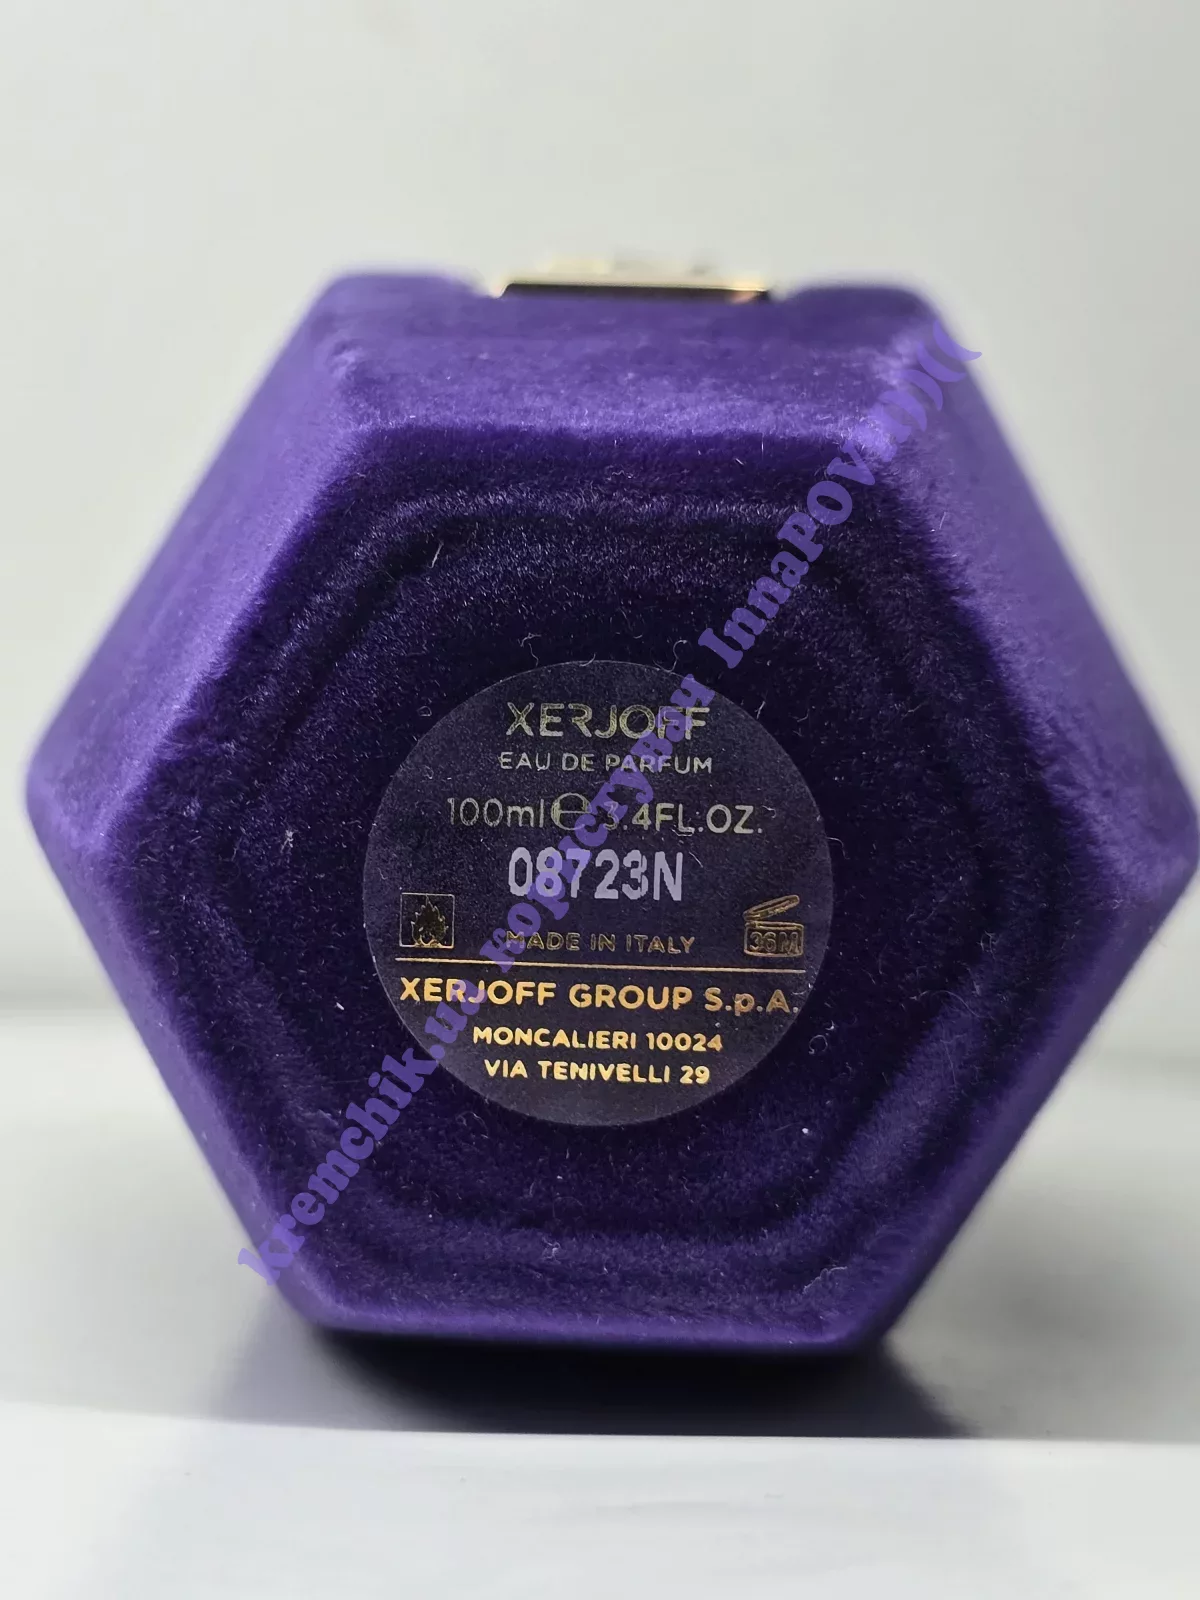 XERJOFF
EAU DE PARFUM
100ml ℮ 3.4FL.OZ.
08723N
MADE IN ITALY
36M
XERJOFF GROUP S.p.A.
MONCALIERI 10024
VIA TENIVELLI 29
kremchik.ua користувач InnaPOVa)))(((